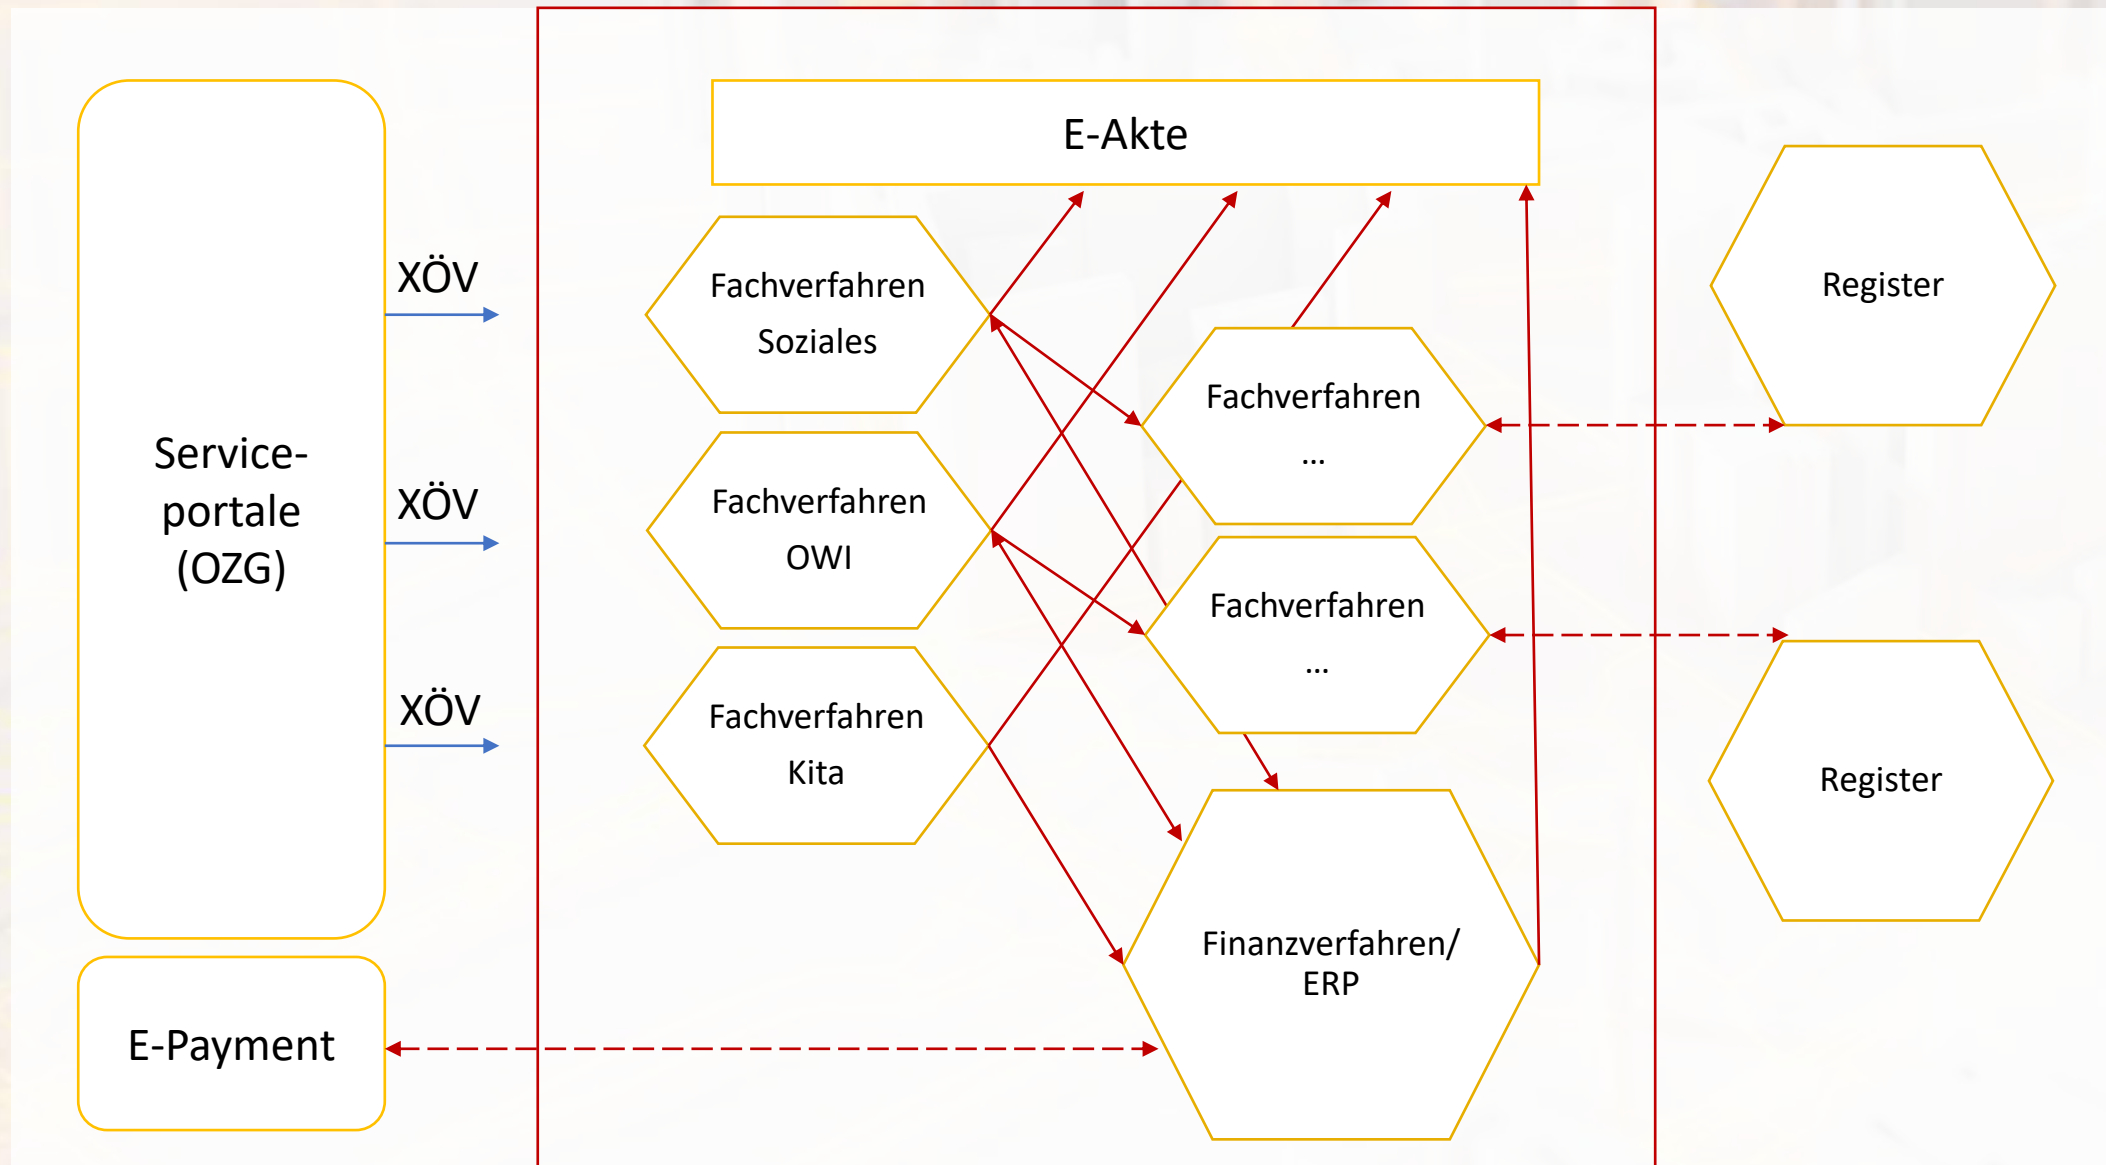 Service-
portale
(OZG)
E-Payment
XÖV
XÖV
XÖV
E-Akte
Fachverfahren
Soziales
Fachverfahren
OWI
Fachverfahren
Kita
Fachverfahren
...
Fachverfahren
...
Finanzverfahren/
ERP
Register
Register